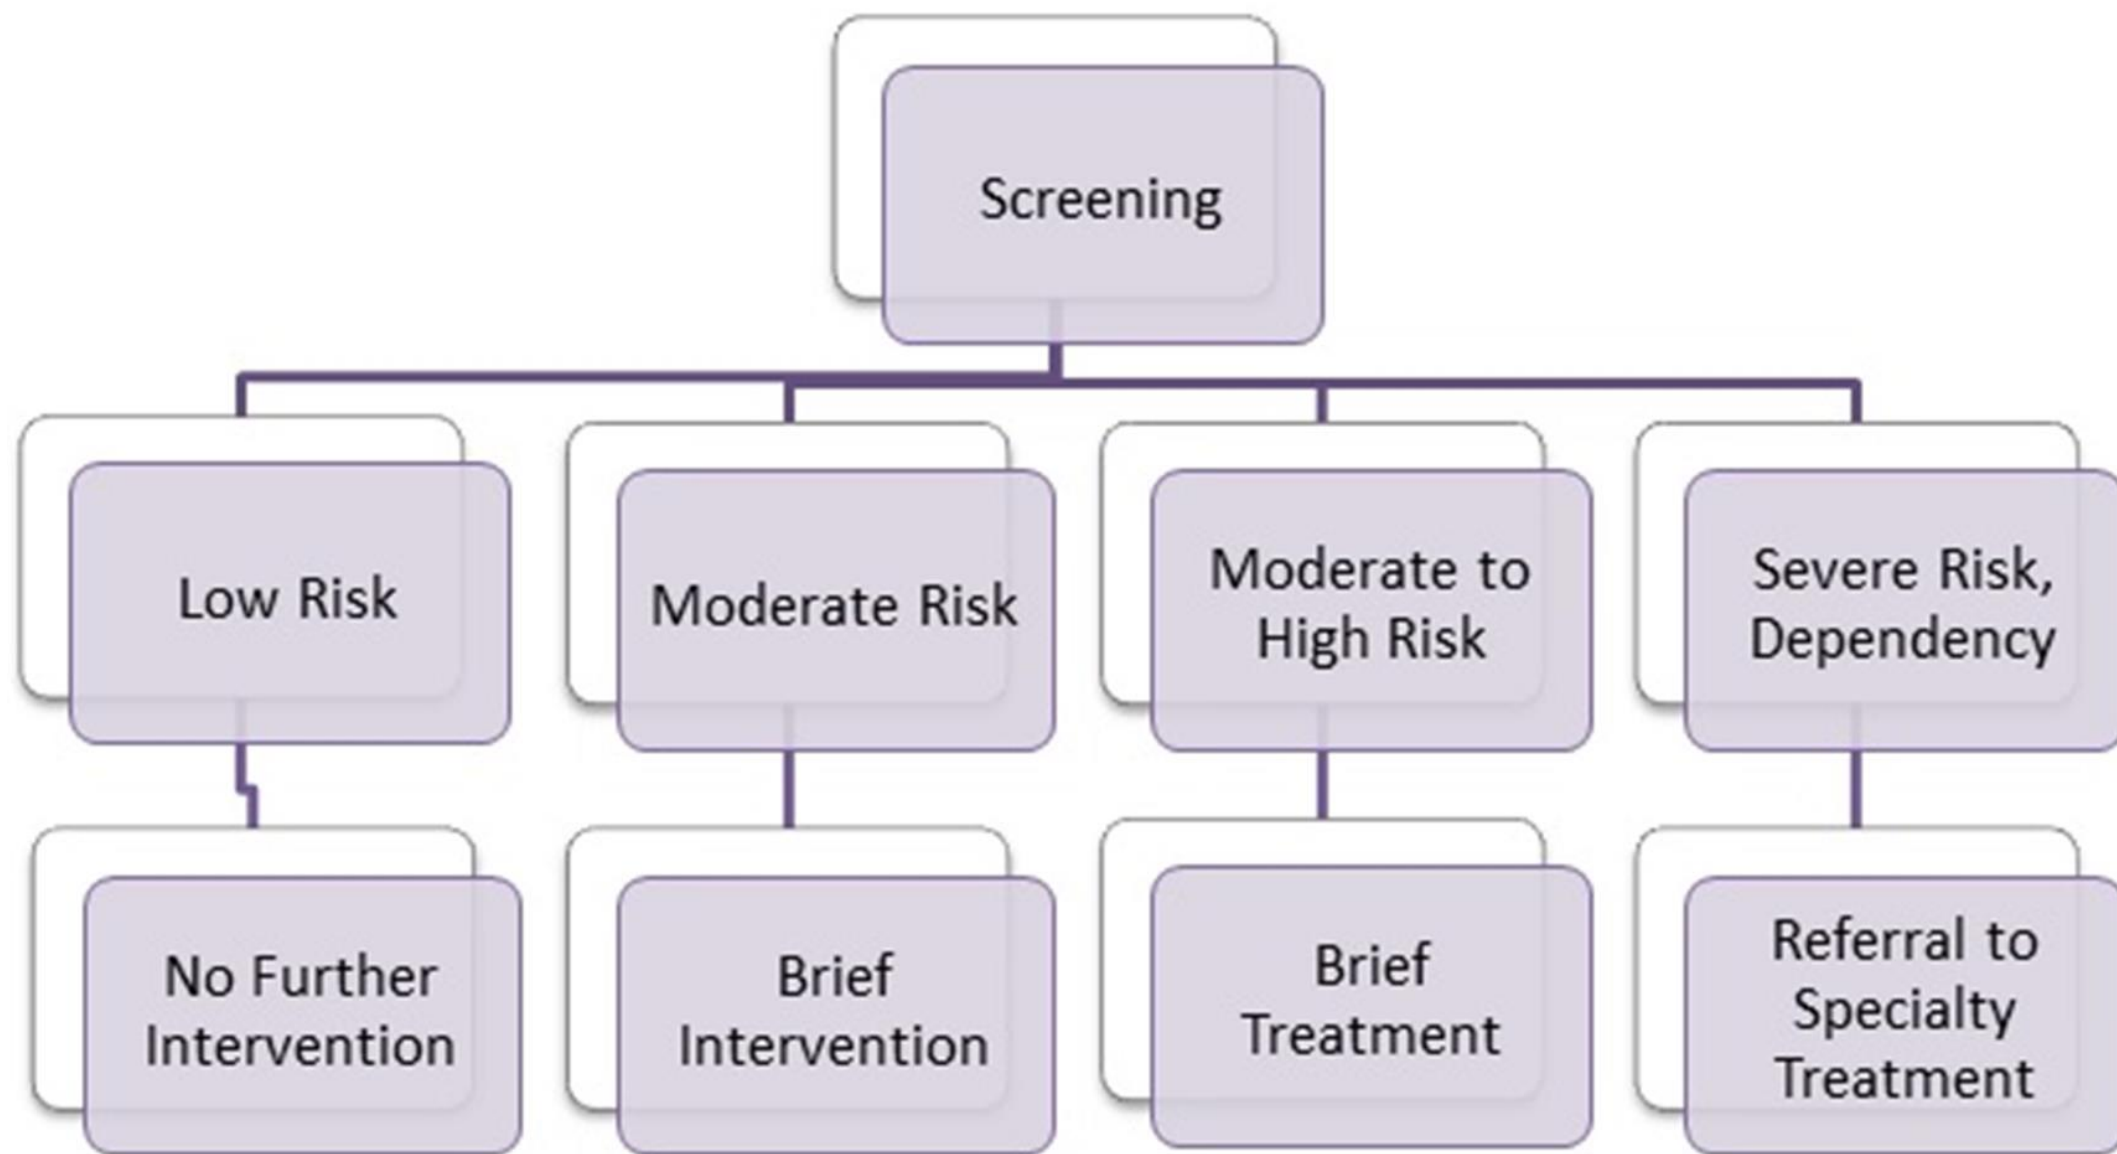 Screening
Low Risk
Moderate Risk
Moderate to
High Risk
Severe Risk,
Dependency
No Further
Intervention
Brief
Intervention
Brief
Treatment
Referral to
Specialty
Treatment